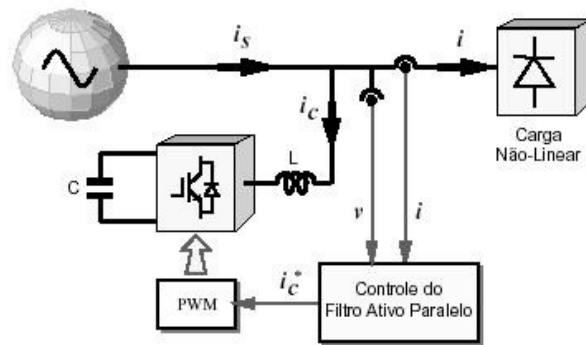 i_S
i
i_C
L
C
Carga
Não-Linear
v
i
i_C^*
PWM
Controle do
Filtro Ativo Paralelo